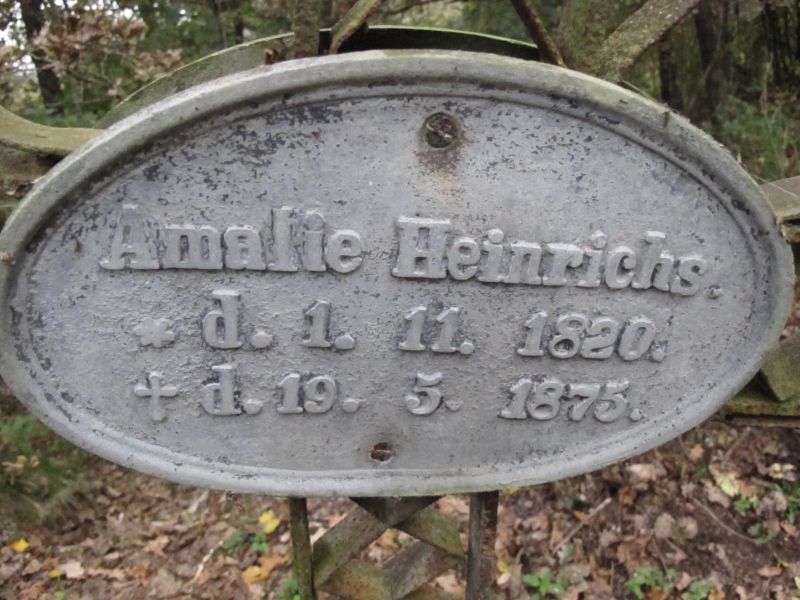 Amalie Heinrichs.
* d. 1. 11. 1820.
† d. 19. 5. 1875.